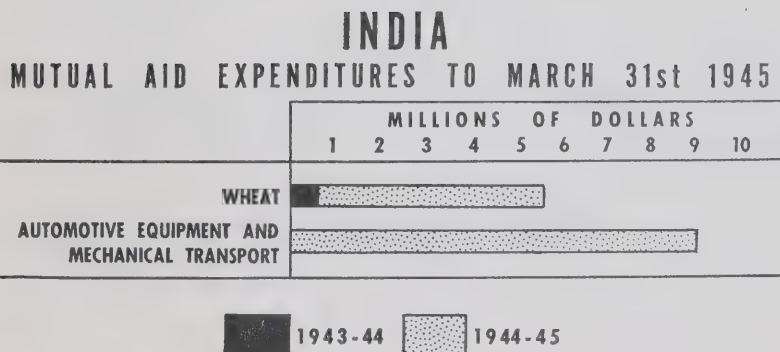 INDIA
MUTUAL AID EXPENDITURES TO MARCH 31st 1945
MILLIONS OF DOLLARS
1 2 3 4 5 6 7 8 9 10
WHEAT
AUTOMOTIVE EQUIPMENT AND
MECHANICAL TRANSPORT
1943-44 1944-45